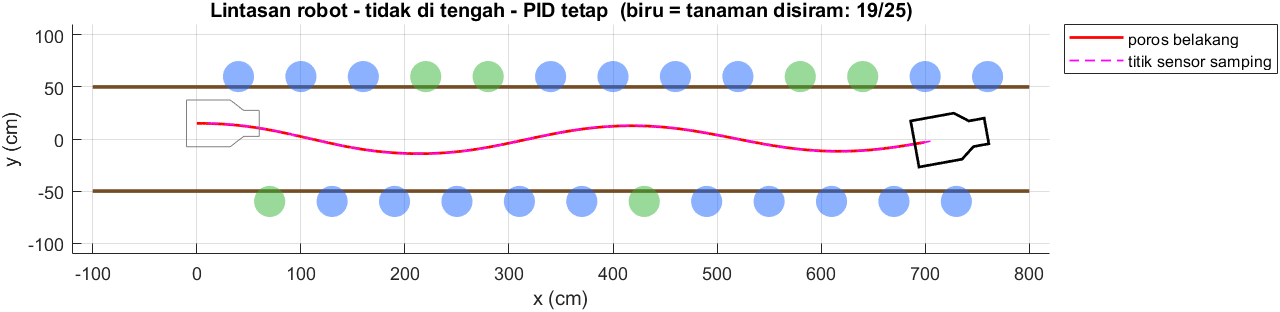 Lintasan robot - tidak di tengah - PID tetap (biru = tanaman disiram: 19/25)
poros belakang
titik sensor samping
100
50
0
-50
-100
y (cm)
-100 0 100 200 300 400 500 600 700 800
x (cm)